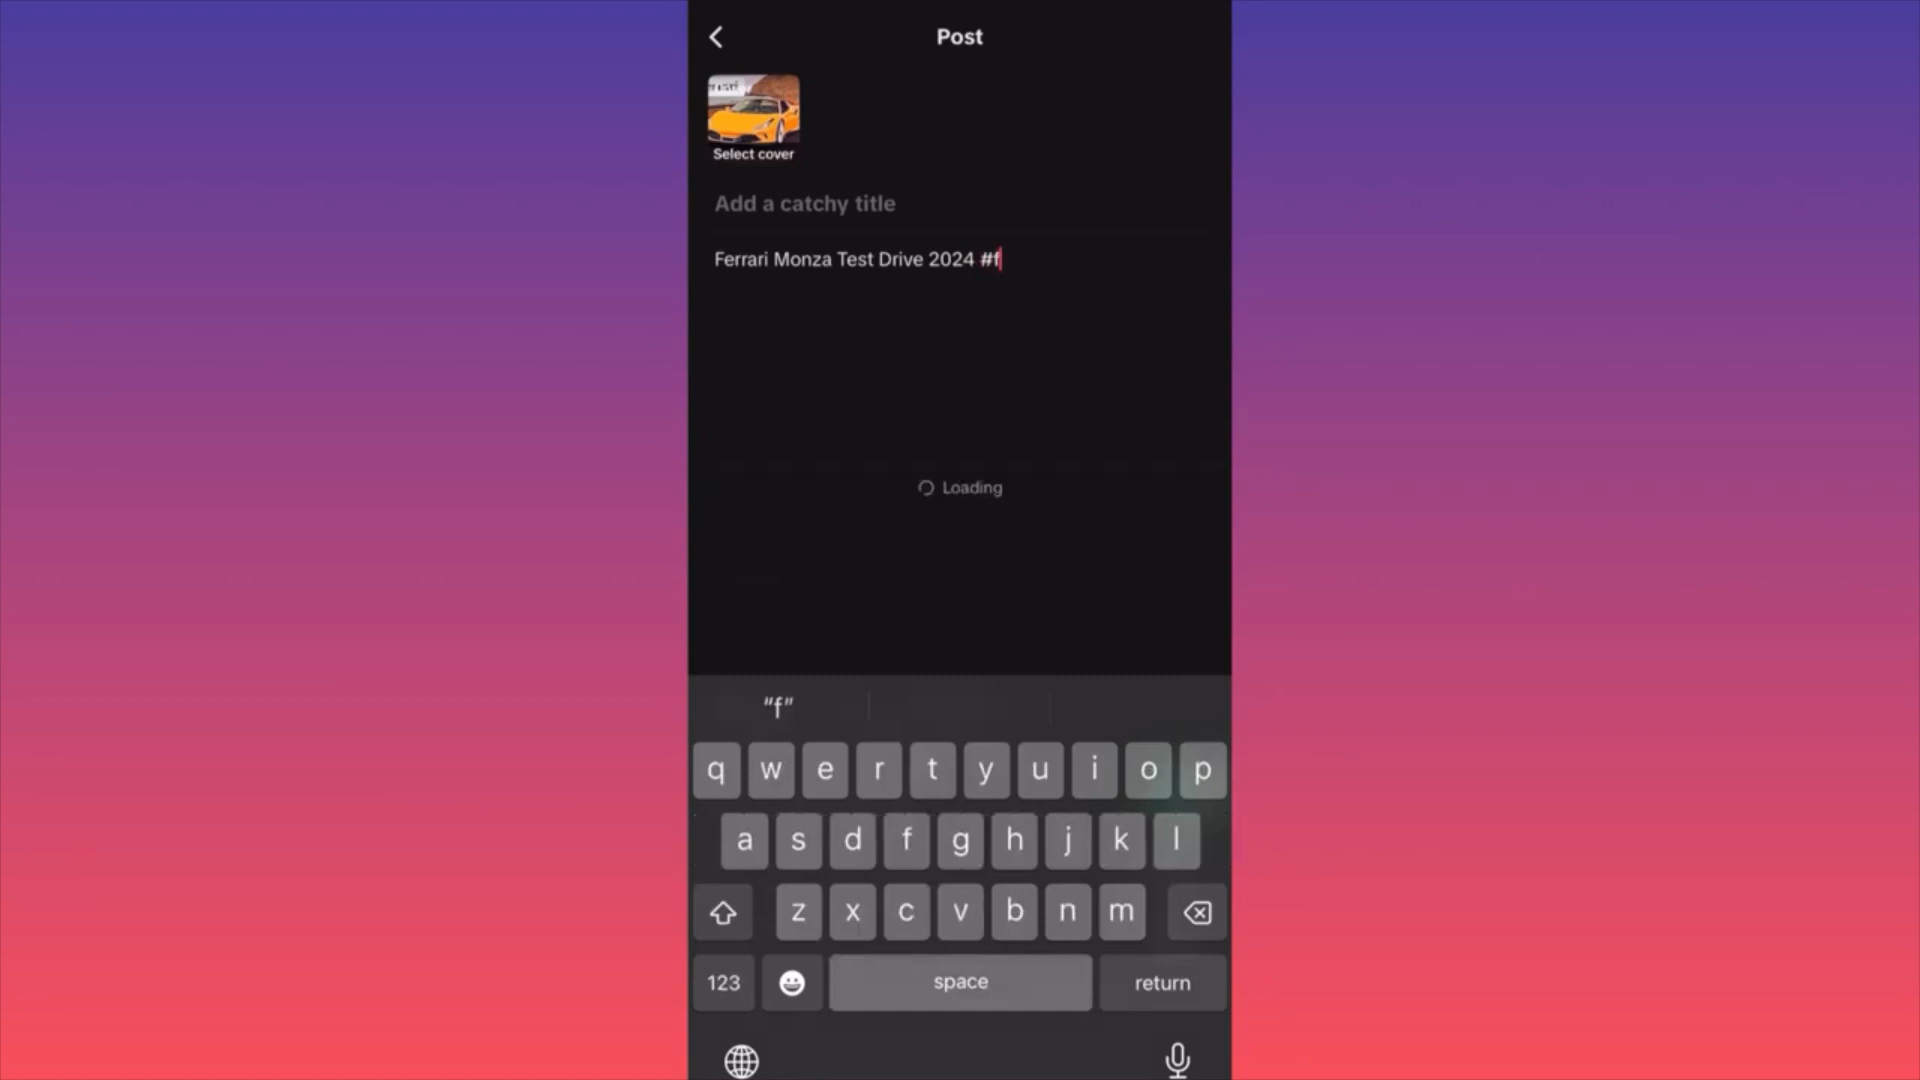 Post
Select cover
Add a catchy title
Ferrari Monza Test Drive 2024 #f
Loading
"f"
q w e r t y u i o p
a s d f g h j k l
z x c v b n m
123 space return